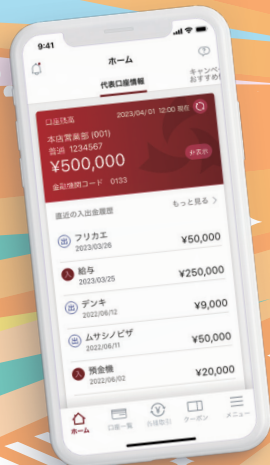 9:41
ホーム
代表口座情報
キャンペ
おすすめ
口座残高
2023/04/01 12:00 現在
本店営業部 (001)
普通 1234567
¥500,000
非表示
金融機関コード 0133
直近の入出金履歴
もっと見る
出 フリカエ
2023/03/26
¥50,000
入 給与
2023/03/25
¥250,000
出 デンキ
2022/06/12
¥9,000
出 ムサシノピザ
2022/06/11
¥50,000
入 預金機
2022/06/02
¥20,000
ホーム
口座一覧
各種取引
クーポン
メニュー